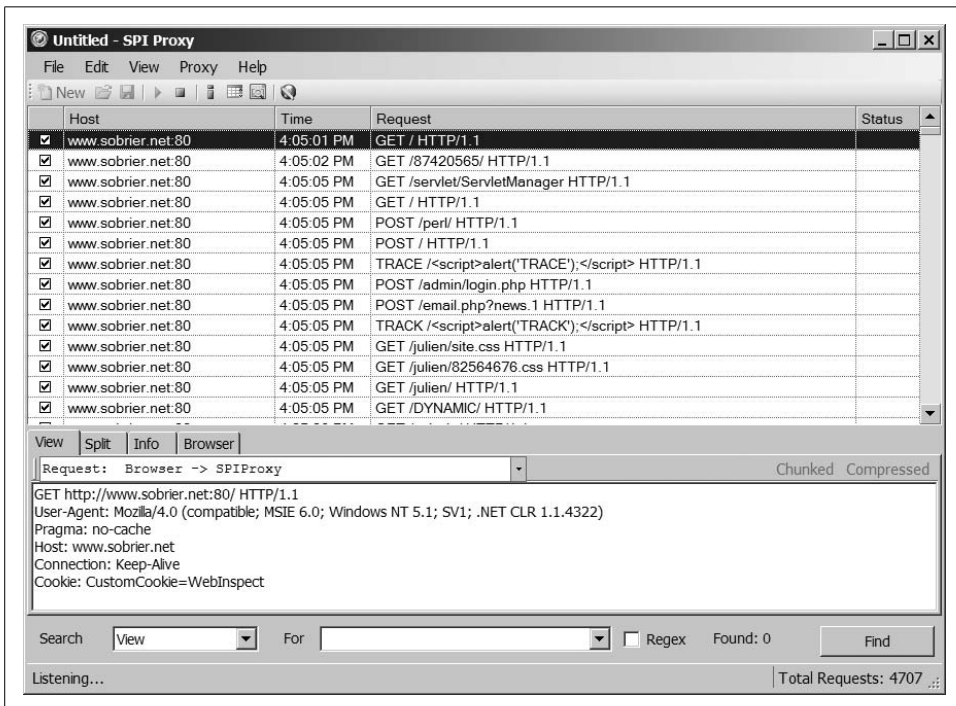 Untitled - SPI Proxy
File Edit View Proxy Help
New
Host Time Request Status
www.sobrier.net:80 4:05:01 PM GET / HTTP/1.1
www.sobrier.net:80 4:05:02 PM GET /87420565/ HTTP/1.1
www.sobrier.net:80 4:05:05 PM GET /servlet/ServletManager HTTP/1.1
www.sobrier.net:80 4:05:05 PM GET / HTTP/1.1
www.sobrier.net:80 4:05:05 PM POST /perl/ HTTP/1.1
www.sobrier.net:80 4:05:05 PM POST / HTTP/1.1
www.sobrier.net:80 4:05:05 PM TRACE /<script>alert('TRACE');</script> HTTP/1.1
www.sobrier.net:80 4:05:05 PM POST /admin/login.php HTTP/1.1
www.sobrier.net:80 4:05:05 PM POST /email.php?news.1 HTTP/1.1
www.sobrier.net:80 4:05:05 PM TRACK /<script>alert('TRACK');</script> HTTP/1.1
www.sobrier.net:80 4:05:05 PM GET /julien/site.css HTTP/1.1
www.sobrier.net:80 4:05:05 PM GET /julien/82564676.css HTTP/1.1
www.sobrier.net:80 4:05:05 PM GET /julien/ HTTP/1.1
www.sobrier.net:80 4:05:05 PM GET /DYNAMIC/ HTTP/1.1
View Split Info Browser
Request: Browser -> SPIProxy Chunked Compressed
GET http://www.sobrier.net:80/ HTTP/1.1
User-Agent: Mozilla/4.0 (compatible; MSIE 6.0; Windows NT 5.1; SV1; .NET CLR 1.1.4322)
Pragma: no-cache
Host: www.sobrier.net
Connection: Keep-Alive
Cookie: CustomCookie=WebInspect
Search View For Regex Found: 0 Find
Listening... Total Requests: 4707